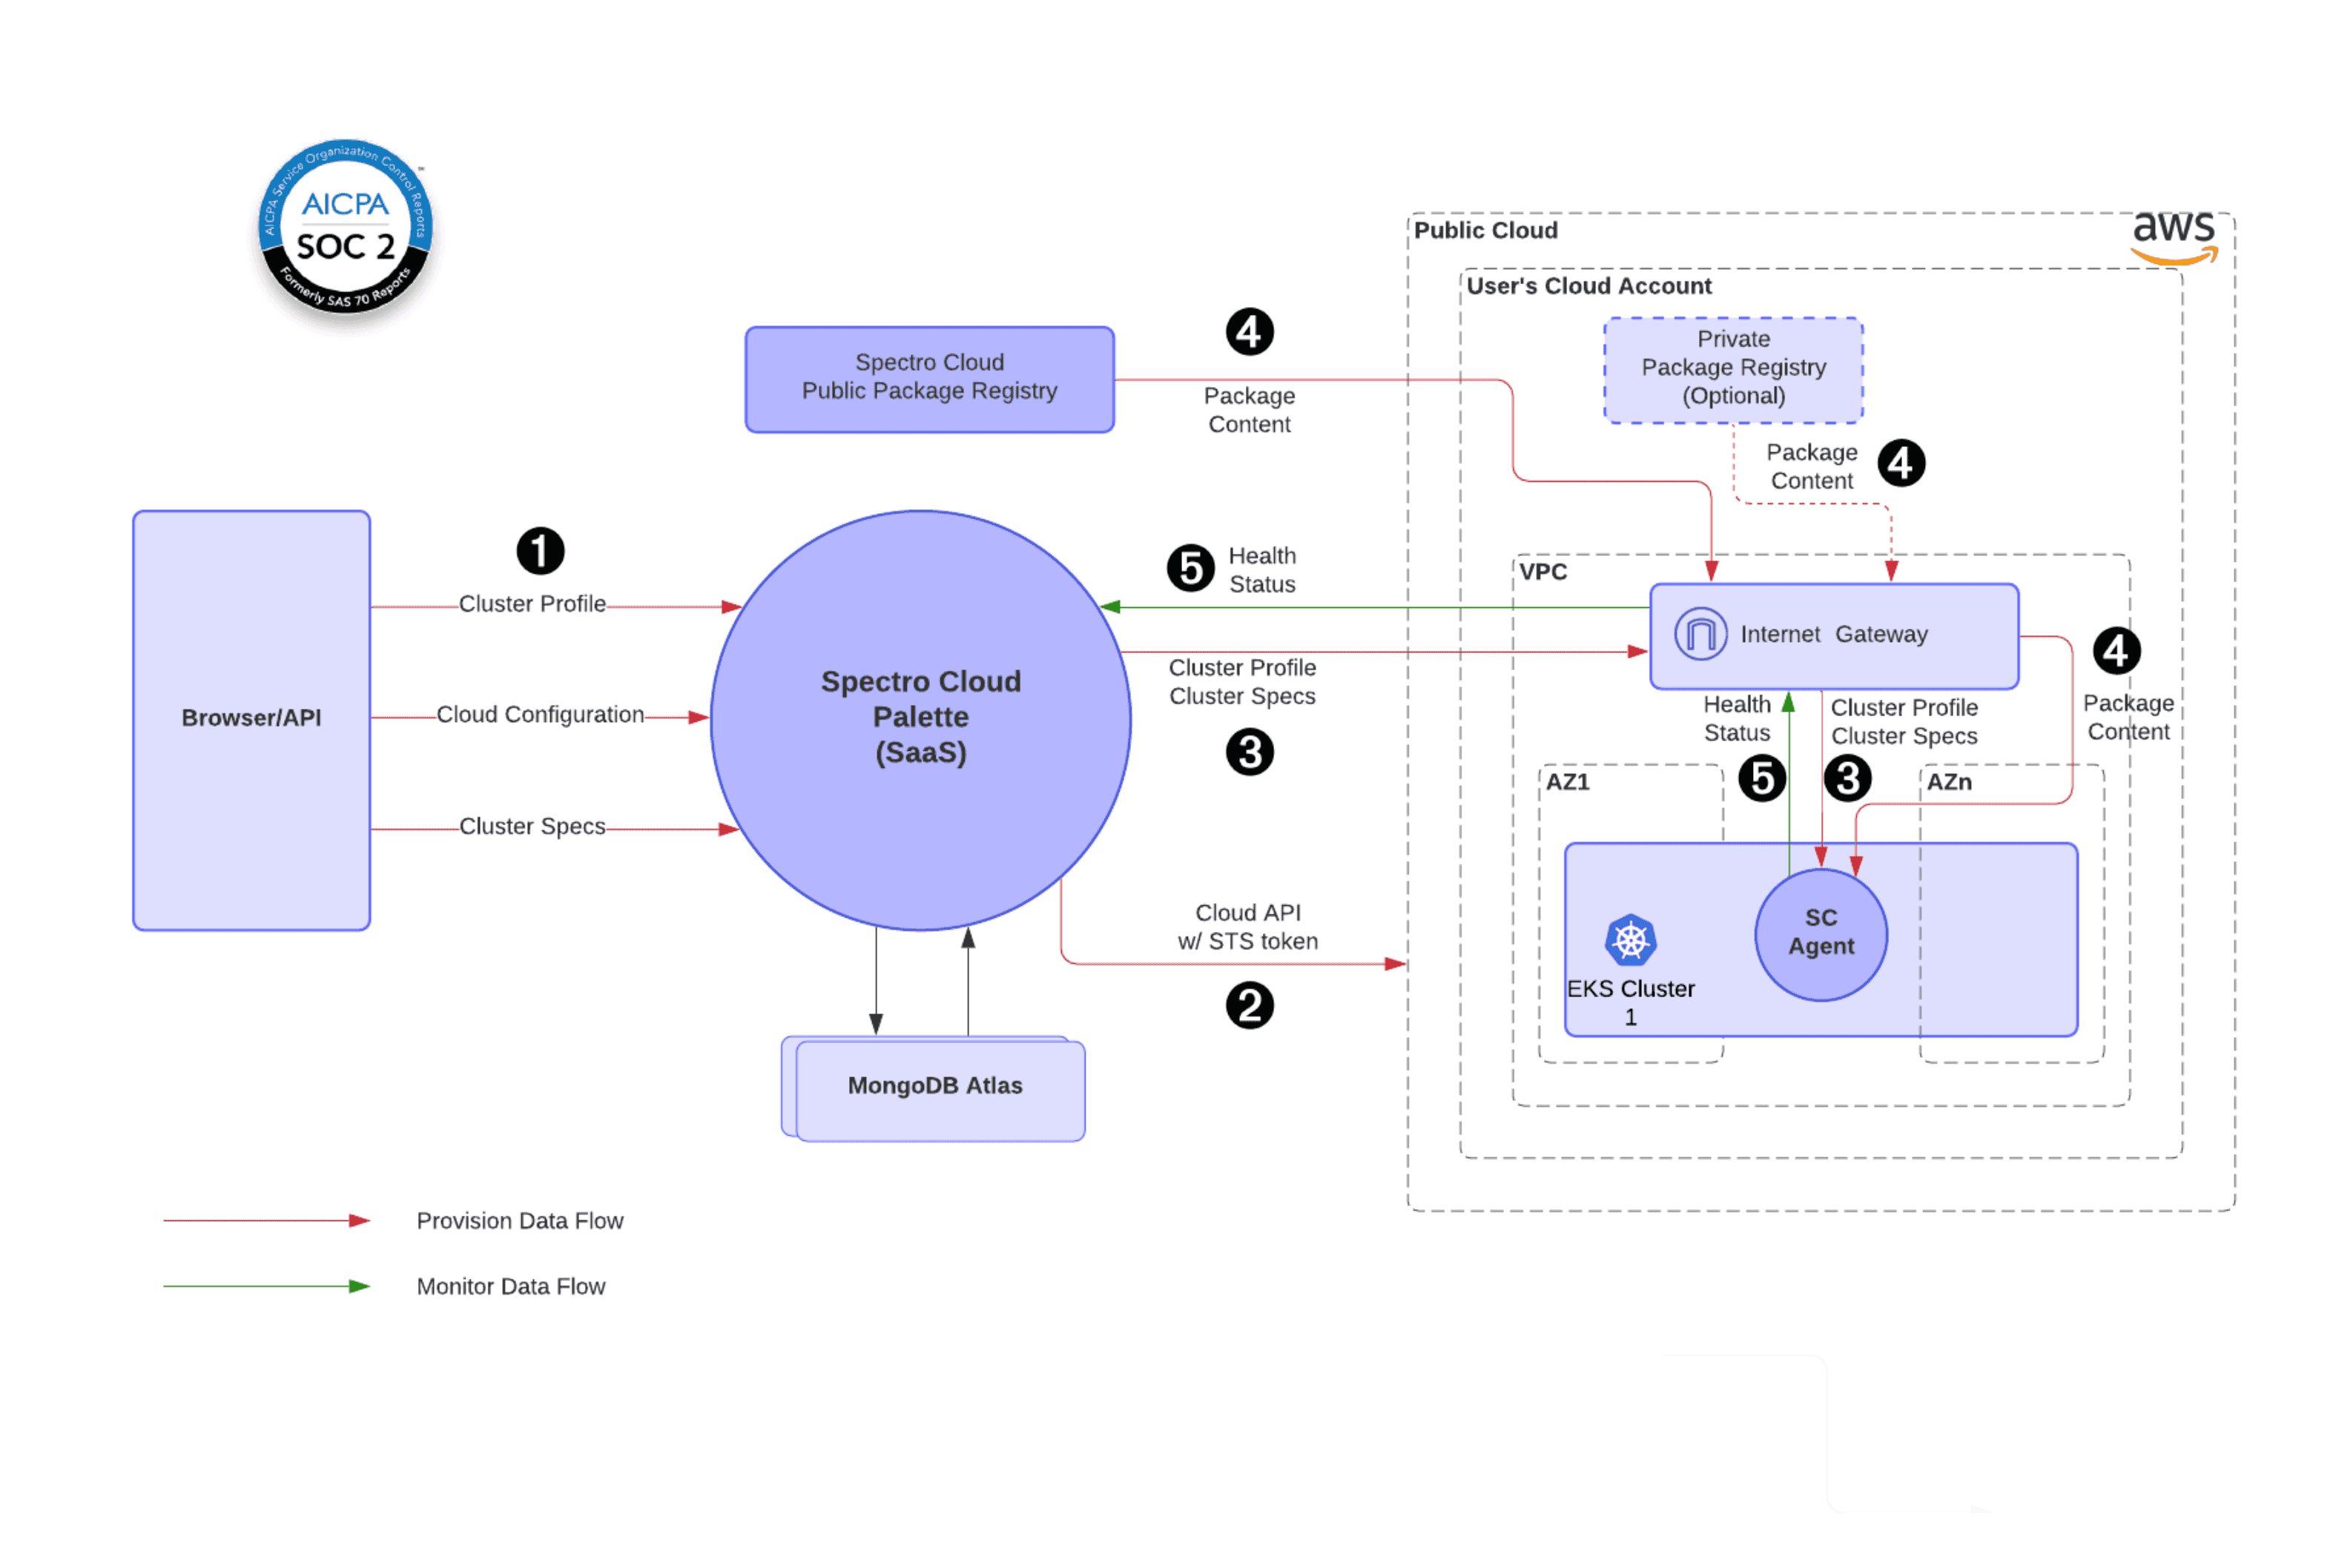 AICPA Service Organization Control Reports
™
AICPA
SOC 2
Formerly SAS 70 Reports
Public Cloud
aws
User's Cloud Account
Spectro Cloud
Public Package Registry
4
Package
Content
Private
Package Registry
(Optional)
Package
Content
4
Browser/API
1
Cluster Profile
Cloud Configuration
Cluster Specs
Spectro Cloud
Palette
(SaaS)
5
Health
Status
Cluster Profile
Cluster Specs
3
VPC
Internet Gateway
4
Package
Content
Health
Status
Cluster Profile
Cluster Specs
5
3
AZ1
AZn
SC
Agent
EKS Cluster
1
Cloud API
w/ STS token
2
MongoDB Atlas
Provision Data Flow
Monitor Data Flow